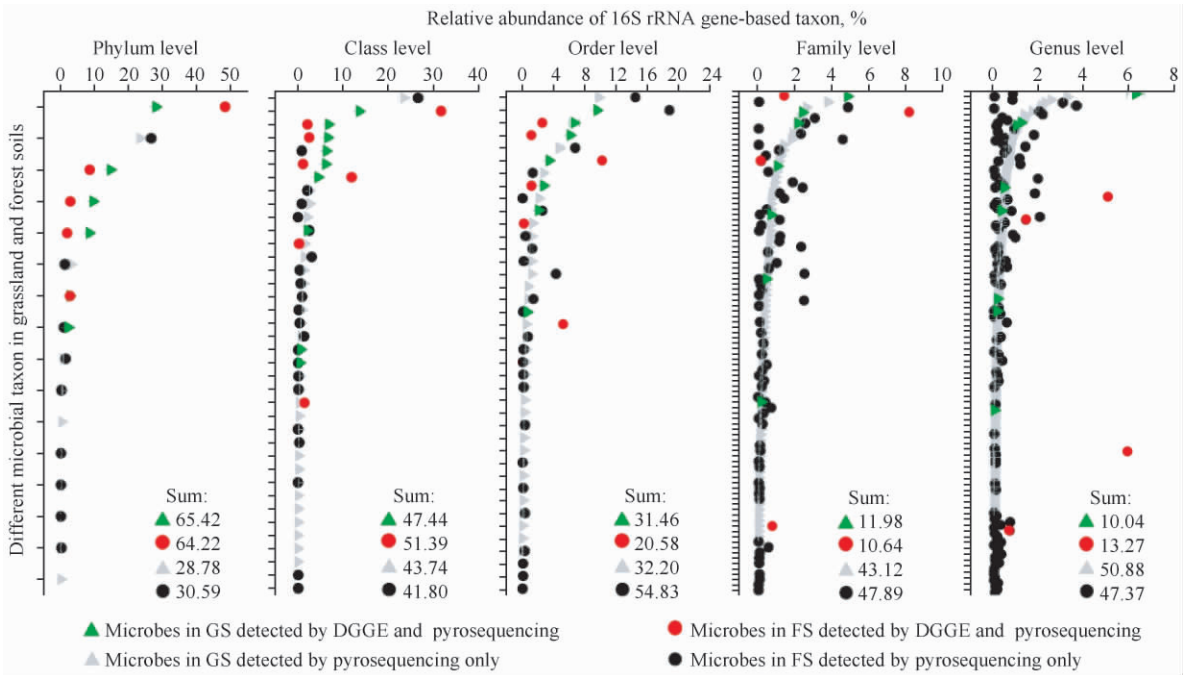 Relative abundance of 16S rRNA gene-based taxon, %
Phylum level
Class level
Order level
Family level
Genus level
0 10 20 30 40 50
0 10 20 30 40
0 4 8 12 16 20 24
0 2 4 6 8 10
0 2 4 6 8
Different microbial taxon in grassland and forest soils
Sum:
65.42
64.22
28.78
30.59
Sum:
47.44
51.39
43.74
41.80
Sum:
31.46
20.58
32.20
54.83
Sum:
11.98
10.64
43.12
47.89
Sum:
10.04
13.27
50.88
47.37
Microbes in GS detected by DGGE and pyrosequencing
Microbes in FS detected by DGGE and pyrosequencing
Microbes in GS detected by pyrosequencing only
Microbes in FS detected by pyrosequencing only